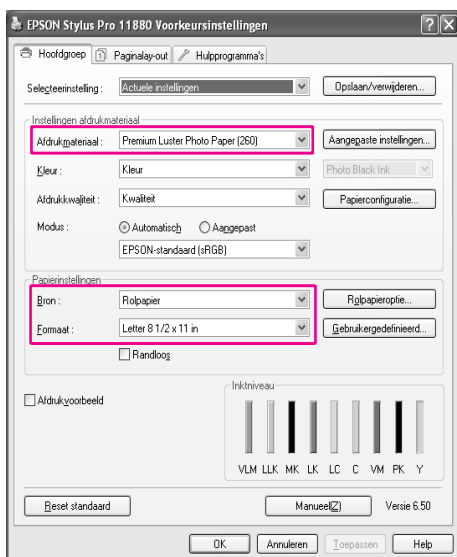 EPSON Stylus Pro 11880 Voorkeursinstellingen
Hoofdgroep Paginalay-out Hulpprogramma's
Selecteerinstelling : Actuele instellingen Opslaan/verwijderen...
Instellingen afdrukmateriaal
Afdrukmateriaal : Premium Luster Photo Paper (260) Aangepaste instellingen...
Kleur : Kleur Photo Black Ink
Afdrukkwaliteit : Kwaliteit Papierconfiguratie...
Modus : Automatisch Aangepast
EPSON-standaard (sRGB)
Papierinstellingen
Bron : Rolpapier Rolpapieroptie...
Formaat : Letter 8 1/2 x 11 in Gebruikergedefinieerd...
Randloos
Afdrukvoorbeeld
Inktniveau
VLM LLK MK LK LC C VM PK Y
Reset standaard Manueel(Z) Versie 6.50
OK Annuleren Toepassen Help